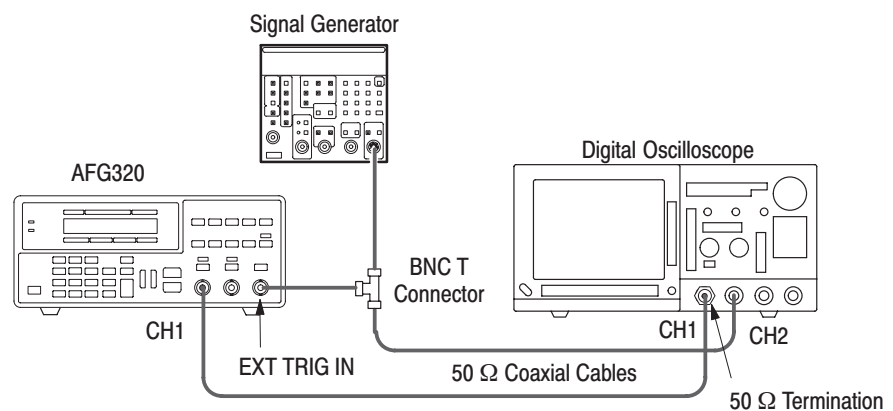 Signal Generator
Digital Oscilloscope
AFG320
BNC T
Connector
CH1
EXT TRIG IN
CH1
CH2
50 Ω Coaxial Cables
50 Ω Termination